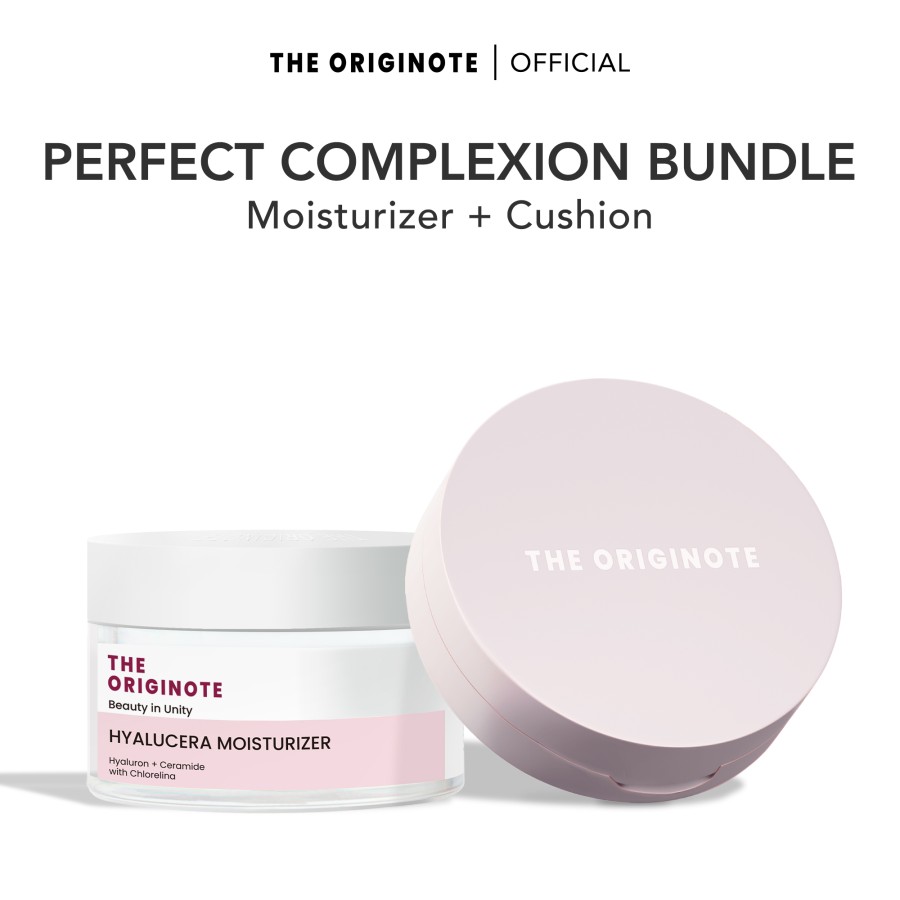 THE ORIGINOTE | OFFICIAL
PERFECT COMPLEXION BUNDLE
Moisturizer + Cushion
THE ORIGINOTE
THE
ORIGINOTE
Beauty in Unity
HYALUCERA MOISTURIZER
Hyaluron + Ceramide
with Chlorelina